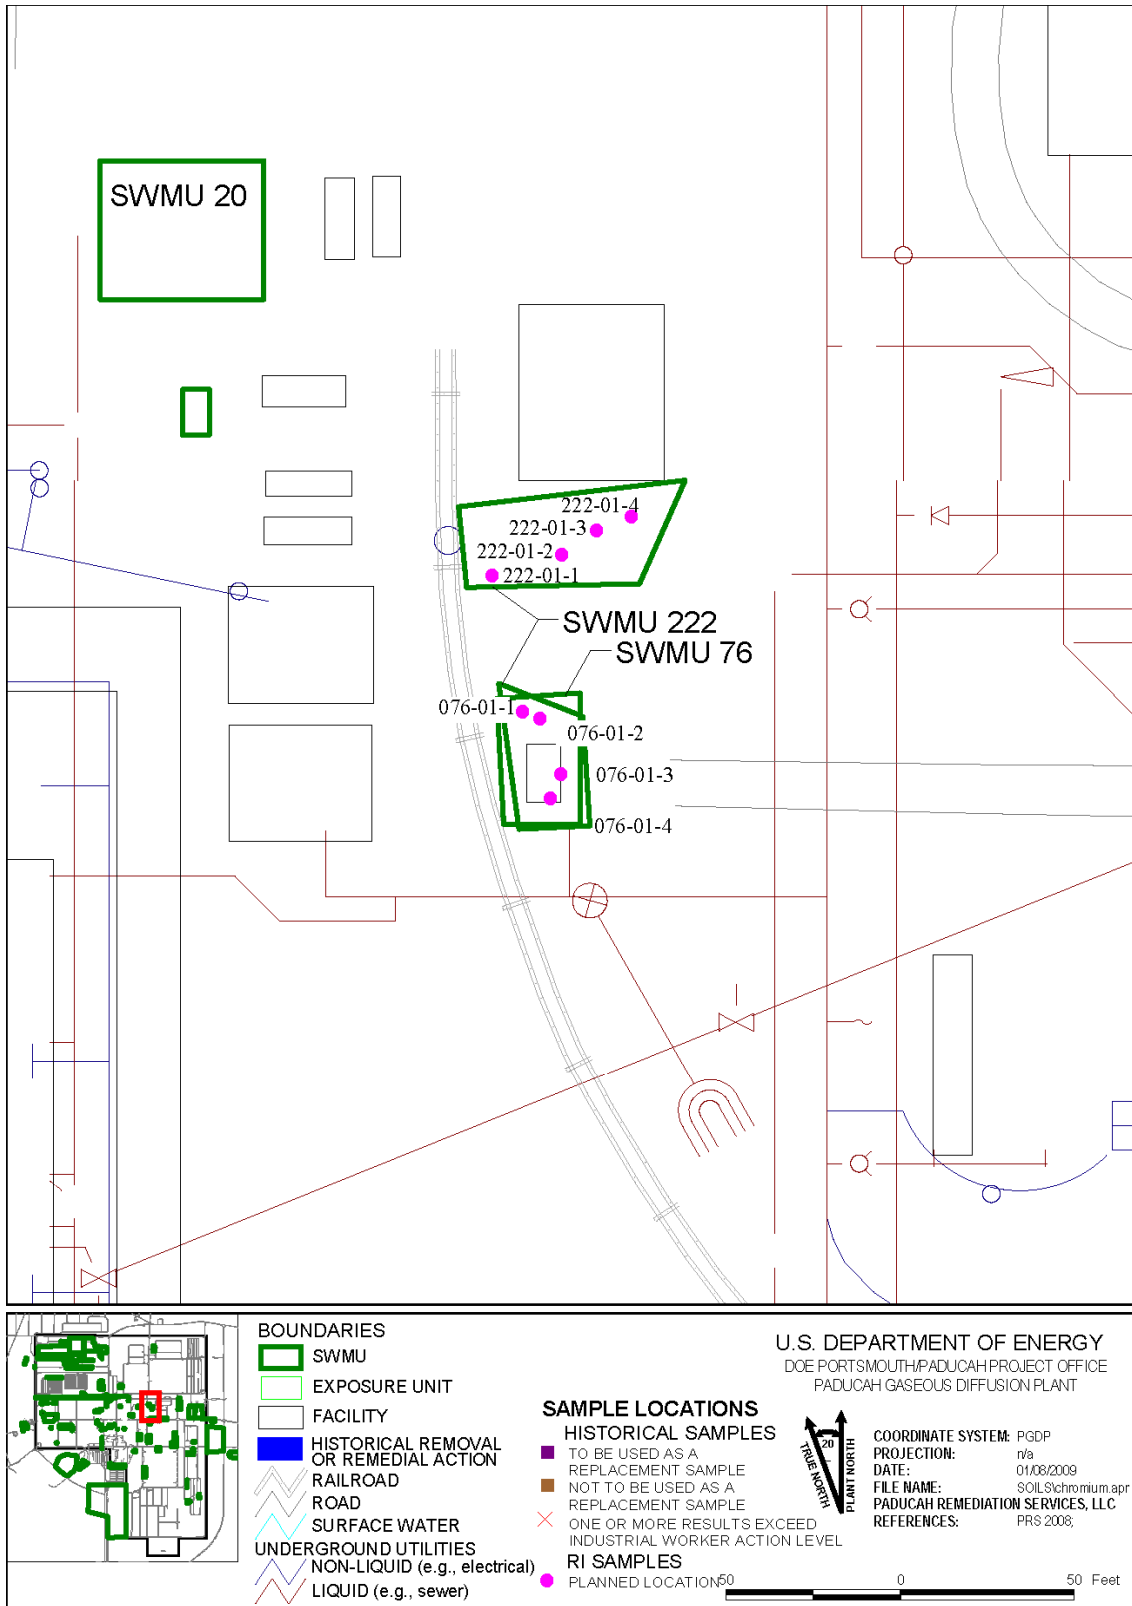 SWMU 20
222-01-4
222-01-3
222-01-2
222-01-1
SWMU 222
SWMU 76
076-01-1
076-01-2
076-01-3
076-01-4
BOUNDARIES
SWMU
EXPOSURE UNIT
FACILITY
HISTORICAL REMOVAL
OR REMEDIAL ACTION
RAILROAD
ROAD
SURFACE WATER
UNDERGROUND UTILITIES
NON-LIQUID (e.g., electrical)
LIQUID (e.g., sewer)
SAMPLE LOCATIONS
HISTORICAL SAMPLES
TO BE USED AS A
REPLACEMENT SAMPLE
NOT TO BE USED AS A
REPLACEMENT SAMPLE
ONE OR MORE RESULTS EXCEED
INDUSTRIAL WORKER ACTION LEVEL
RI SAMPLES
PLANNED LOCATION
U.S. DEPARTMENT OF ENERGY
DOE PORTSMOUTH/PADUCAH PROJECT OFFICE
PADUCAH GASEOUS DIFFUSION PLANT
TRUE NORTH
20
PLANT NORTH
COORDINATE SYSTEM: PGDP
PROJECTION: n/a
DATE: 01/08/2009
FILE NAME: SOILS\chromium.apr
PADUCAH REMEDIATION SERVICES, LLC
REFERENCES: PRS 2008;
50 0 50 Feet